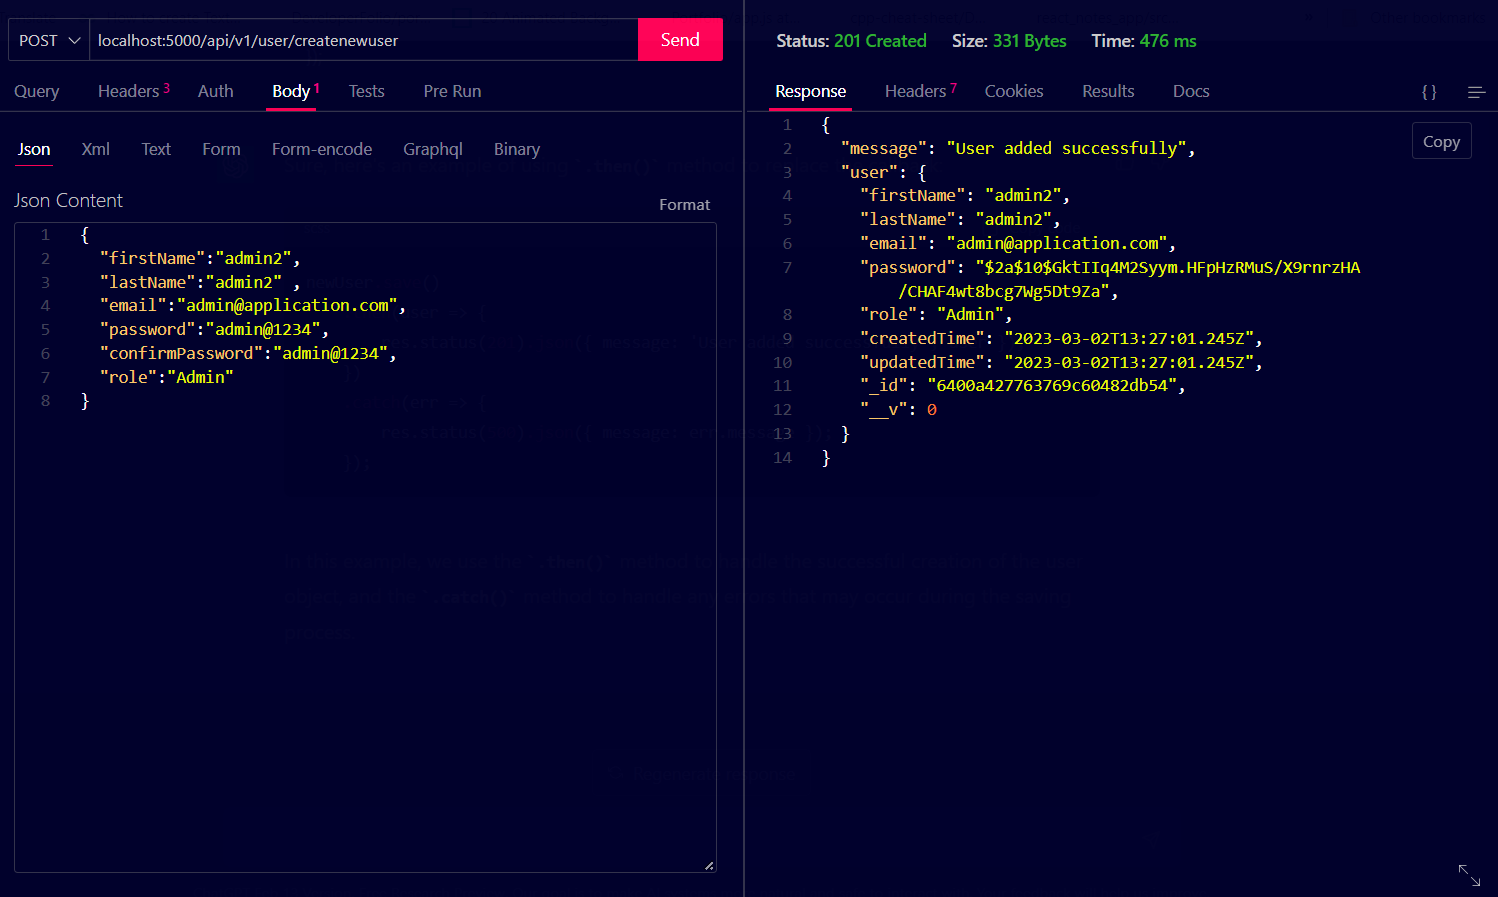 POST
localhost:5000/api/v1/user/createnewuser
Send
Query
Headers 3
Auth
Body 1
Tests
Pre Run
Json
Xml
Text
Form
Form-encode
Graphql
Binary
Json Content
Format
1 {
2 "firstName":"admin2",
3 "lastName":"admin2" ,
4 "email":"admin@application.com",
5 "password":"admin@1234",
6 "confirmPassword":"admin@1234",
7 "role":"Admin"
8 }
Status: 201 Created Size: 331 Bytes Time: 476 ms
Response
Headers 7
Cookies
Results
Docs
{}
Copy
1 {
2 "message": "User added successfully",
3 "user": {
4 "firstName": "admin2",
5 "lastName": "admin2",
6 "email": "admin@application.com",
7 "password": "$2a$10$GktIIq4M2Syym.HFpHzRMuS/X9rnrzHA
/CHAF4wt8bcg7Wg5Dt9Za",
8 "role": "Admin",
9 "createdTime": "2023-03-02T13:27:01.245Z",
10 "updatedTime": "2023-03-02T13:27:01.245Z",
11 "_id": "6400a427763769c60482db54",
12 "__v": 0
13 }
14 }